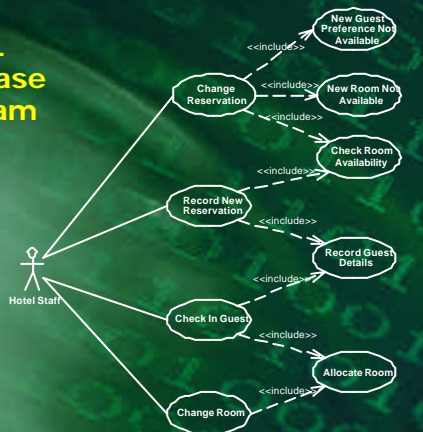 ase
am
New Guest
Preference Not
Available
<<include>>
Change
Reservation
<<include>>
New Room Not
Available
<<include>>
Check Room
Availability
<<include>>
Record New
Reservation
<<include>>
Record Guest
Details
<<include>>
Hotel Staff
Check In Guest
<<include>>
Allocate Room
<<include>>
Change Room